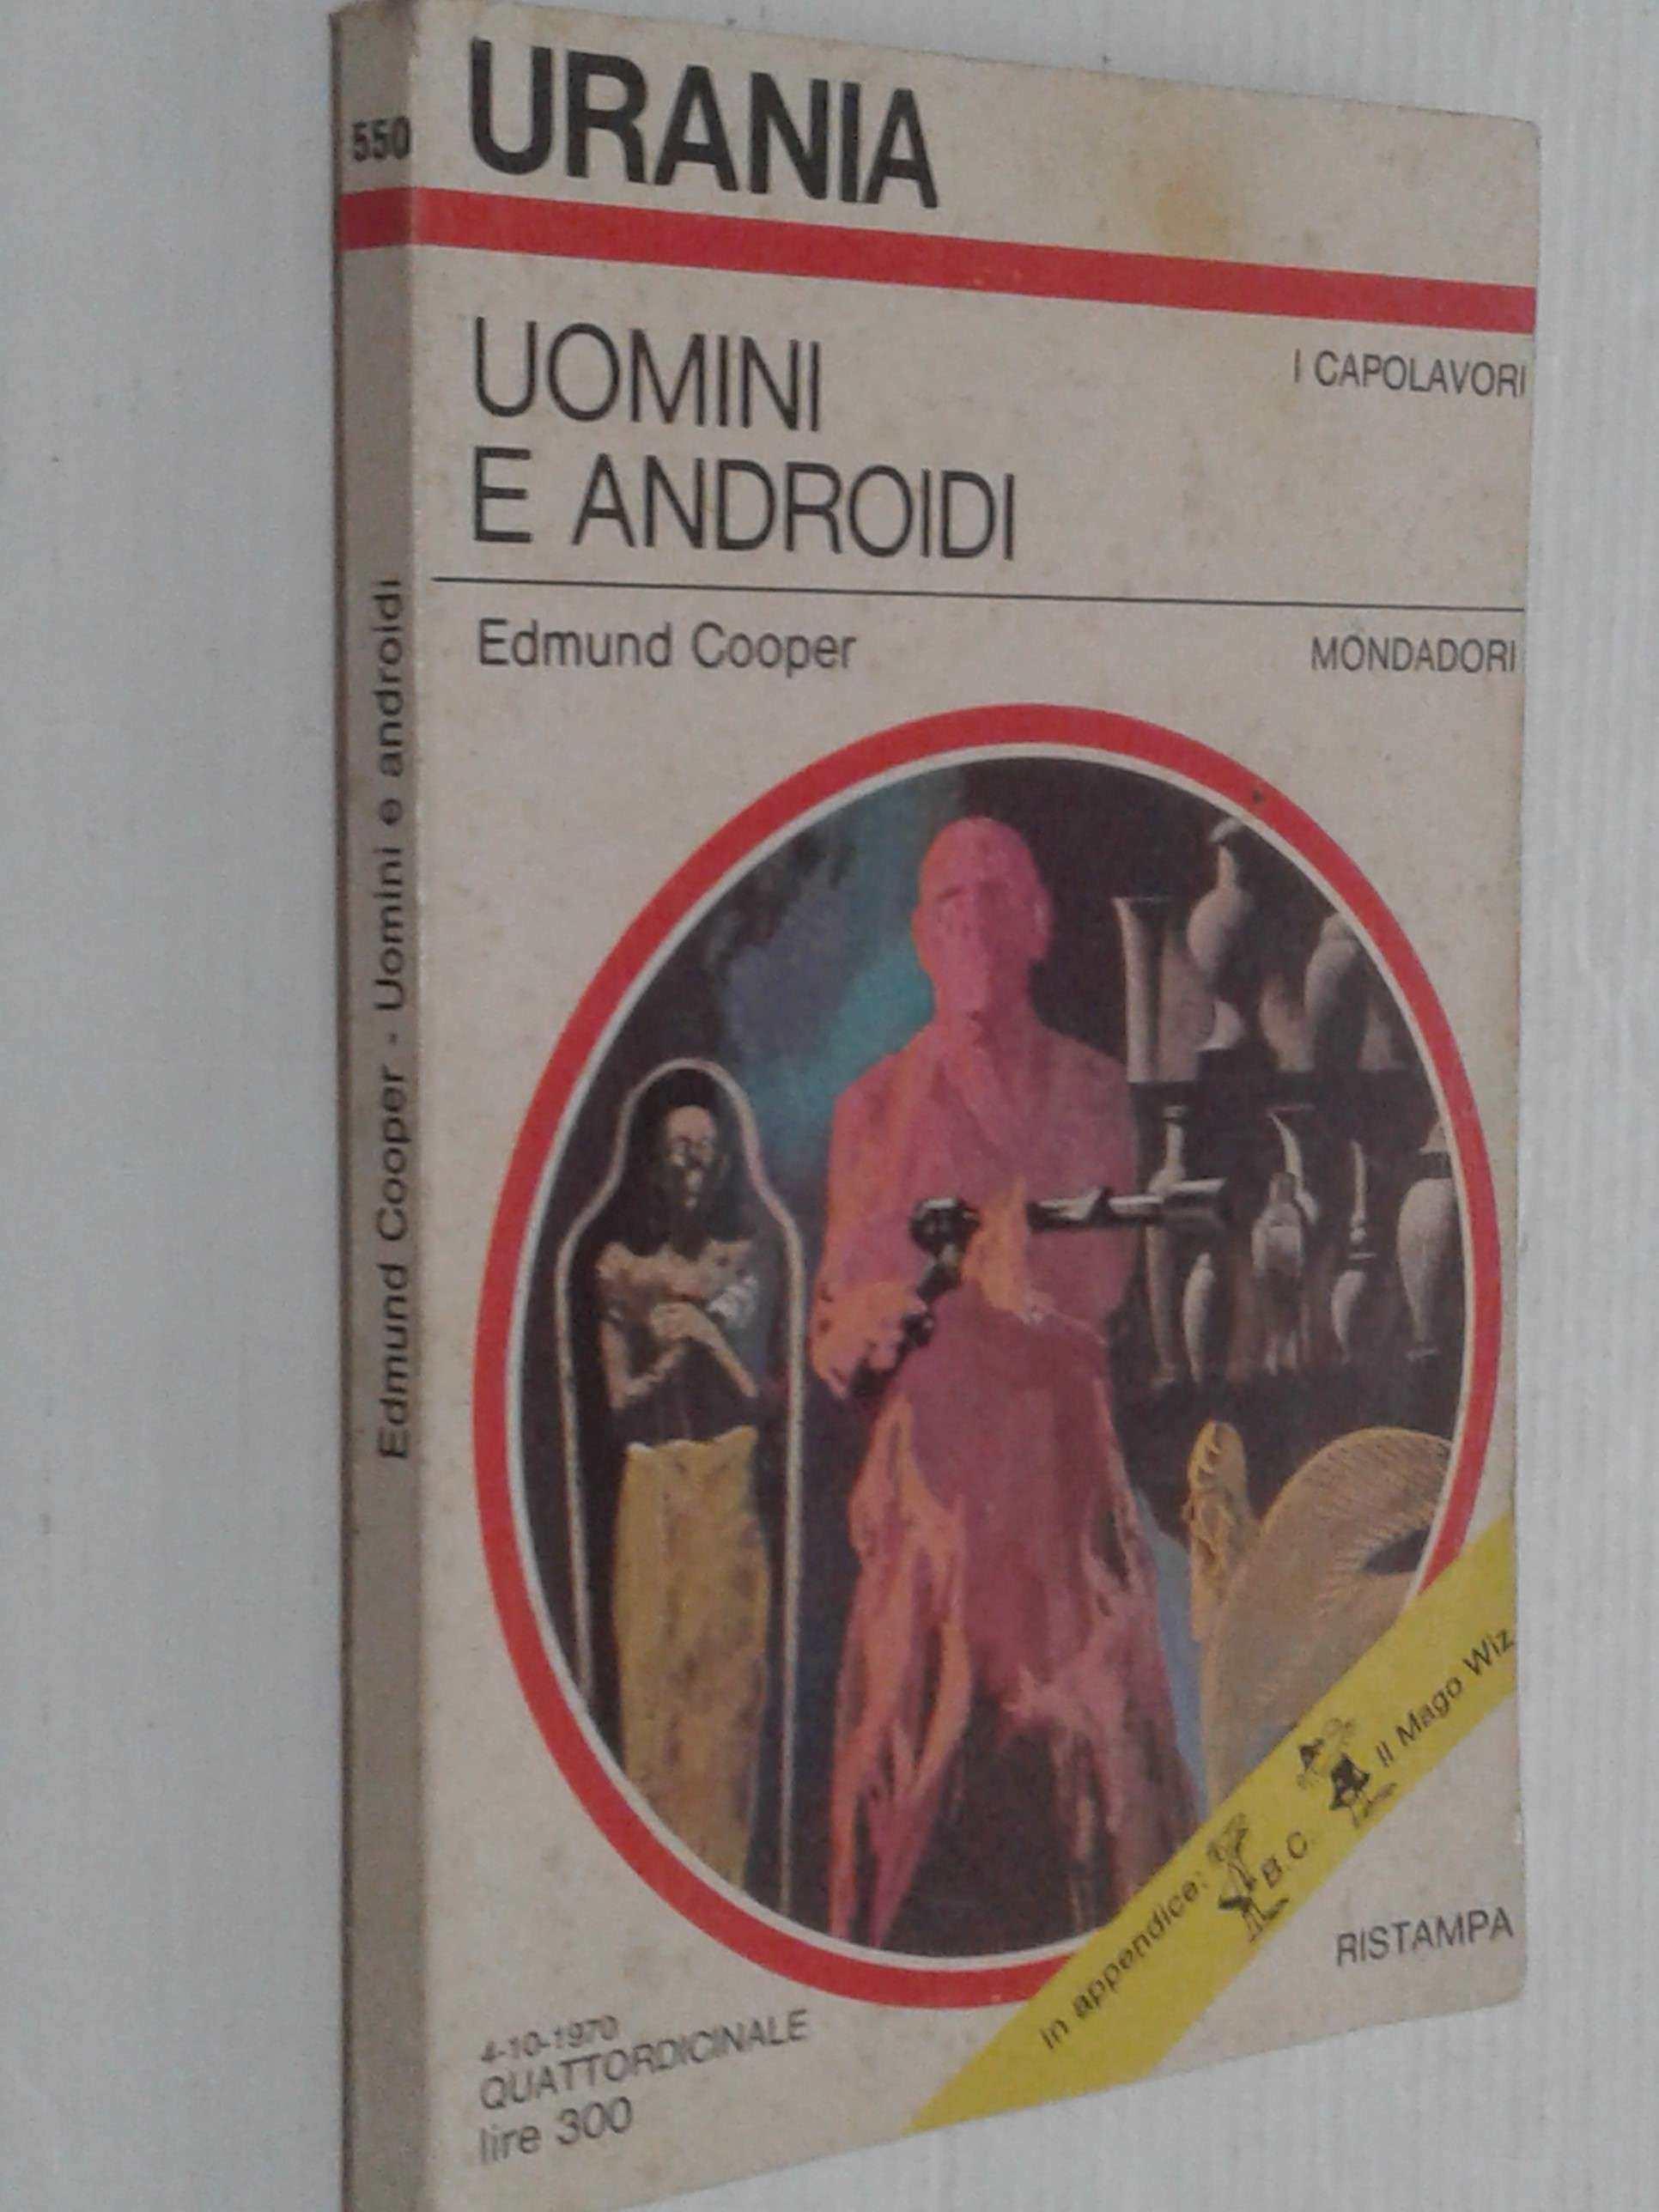 550
URANIA
UOMINI
E ANDROIDI
I CAPOLAVORI
Edmund Cooper
MONDADORI
Edmund Cooper - Uomini e androidi
In appendice: B.C. Il Mago Wiz
RISTAMPA
4-10-1970
QUATTORDICINALE
lire 300